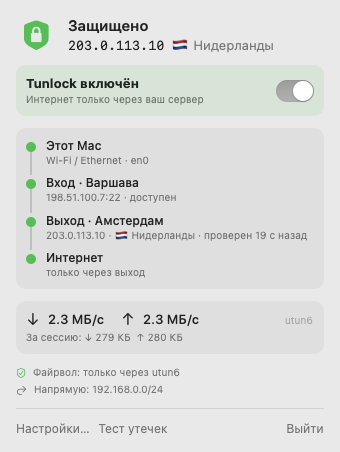 Защищено
203.0.113.10 🇳🇱 Нидерланды
Tunlock включён
Интернет только через ваш сервер
Этот Mac
Wi-Fi / Ethernet · en0
Вход · Варшава
198.51.100.7:22 · доступен
Выход · Амстердам
203.0.113.10 · 🇳🇱 Нидерланды · проверен 19 с назад
Интернет
только через выход
↓ 2.3 МБ/с ↑ 2.3 МБ/с utun6
За сессию: ↓ 279 КБ ↑ 280 КБ
Файрвол: только через utun6
Напрямую: 192.168.0.0/24
Настройки... Тест утечек Выйти